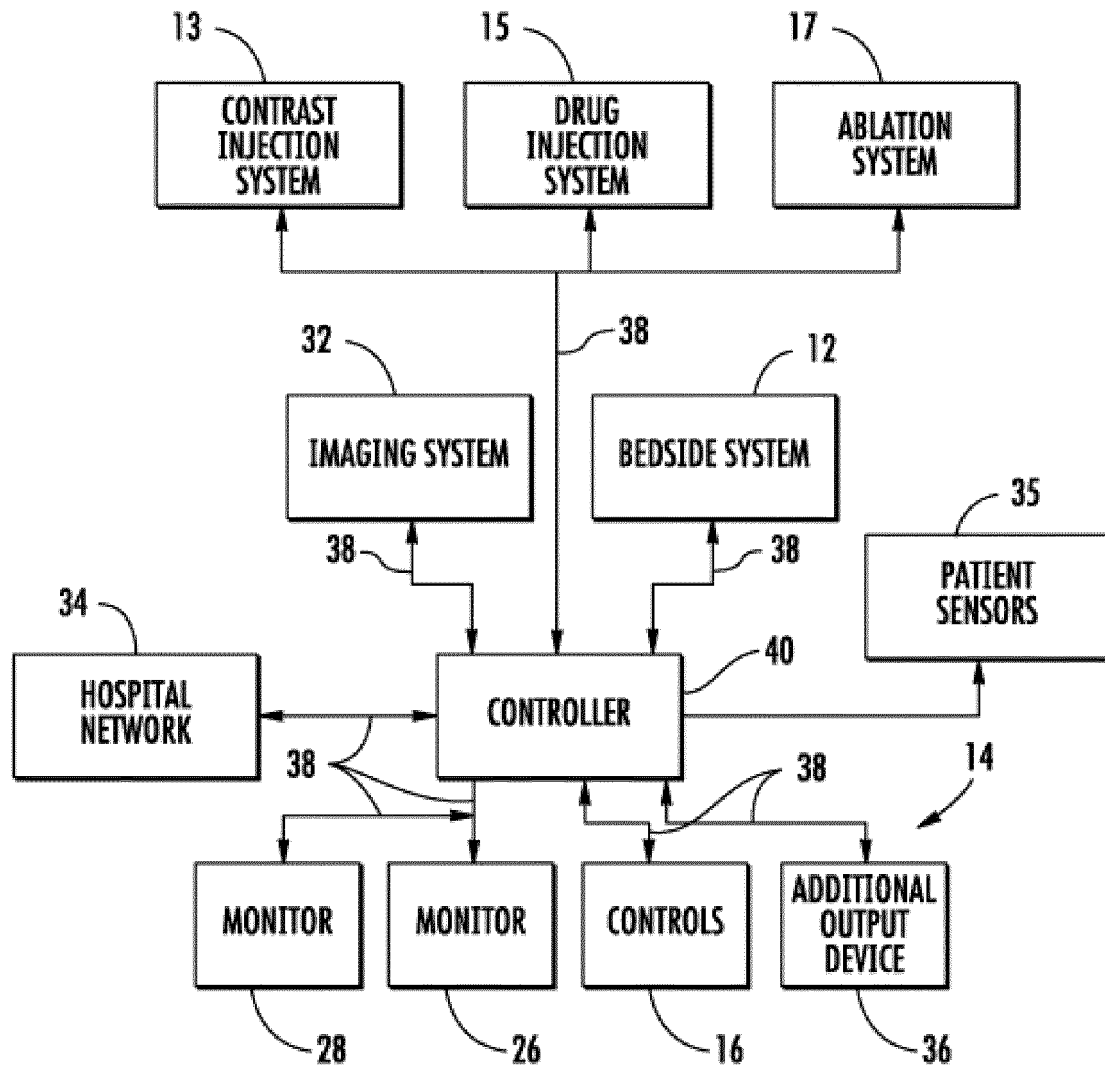 13
15
17
CONTRAST
INJECTION
SYSTEM
DRUG
INJECTION
SYSTEM
ABLATION
SYSTEM
38
32
12
IMAGING SYSTEM
BEDSIDE SYSTEM
35
38
38
PATIENT
SENSORS
34
40
HOSPITAL
NETWORK
CONTROLLER
38
38
14
MONITOR
MONITOR
CONTROLS
ADDITIONAL
OUTPUT
DEVICE
28
26
16
36